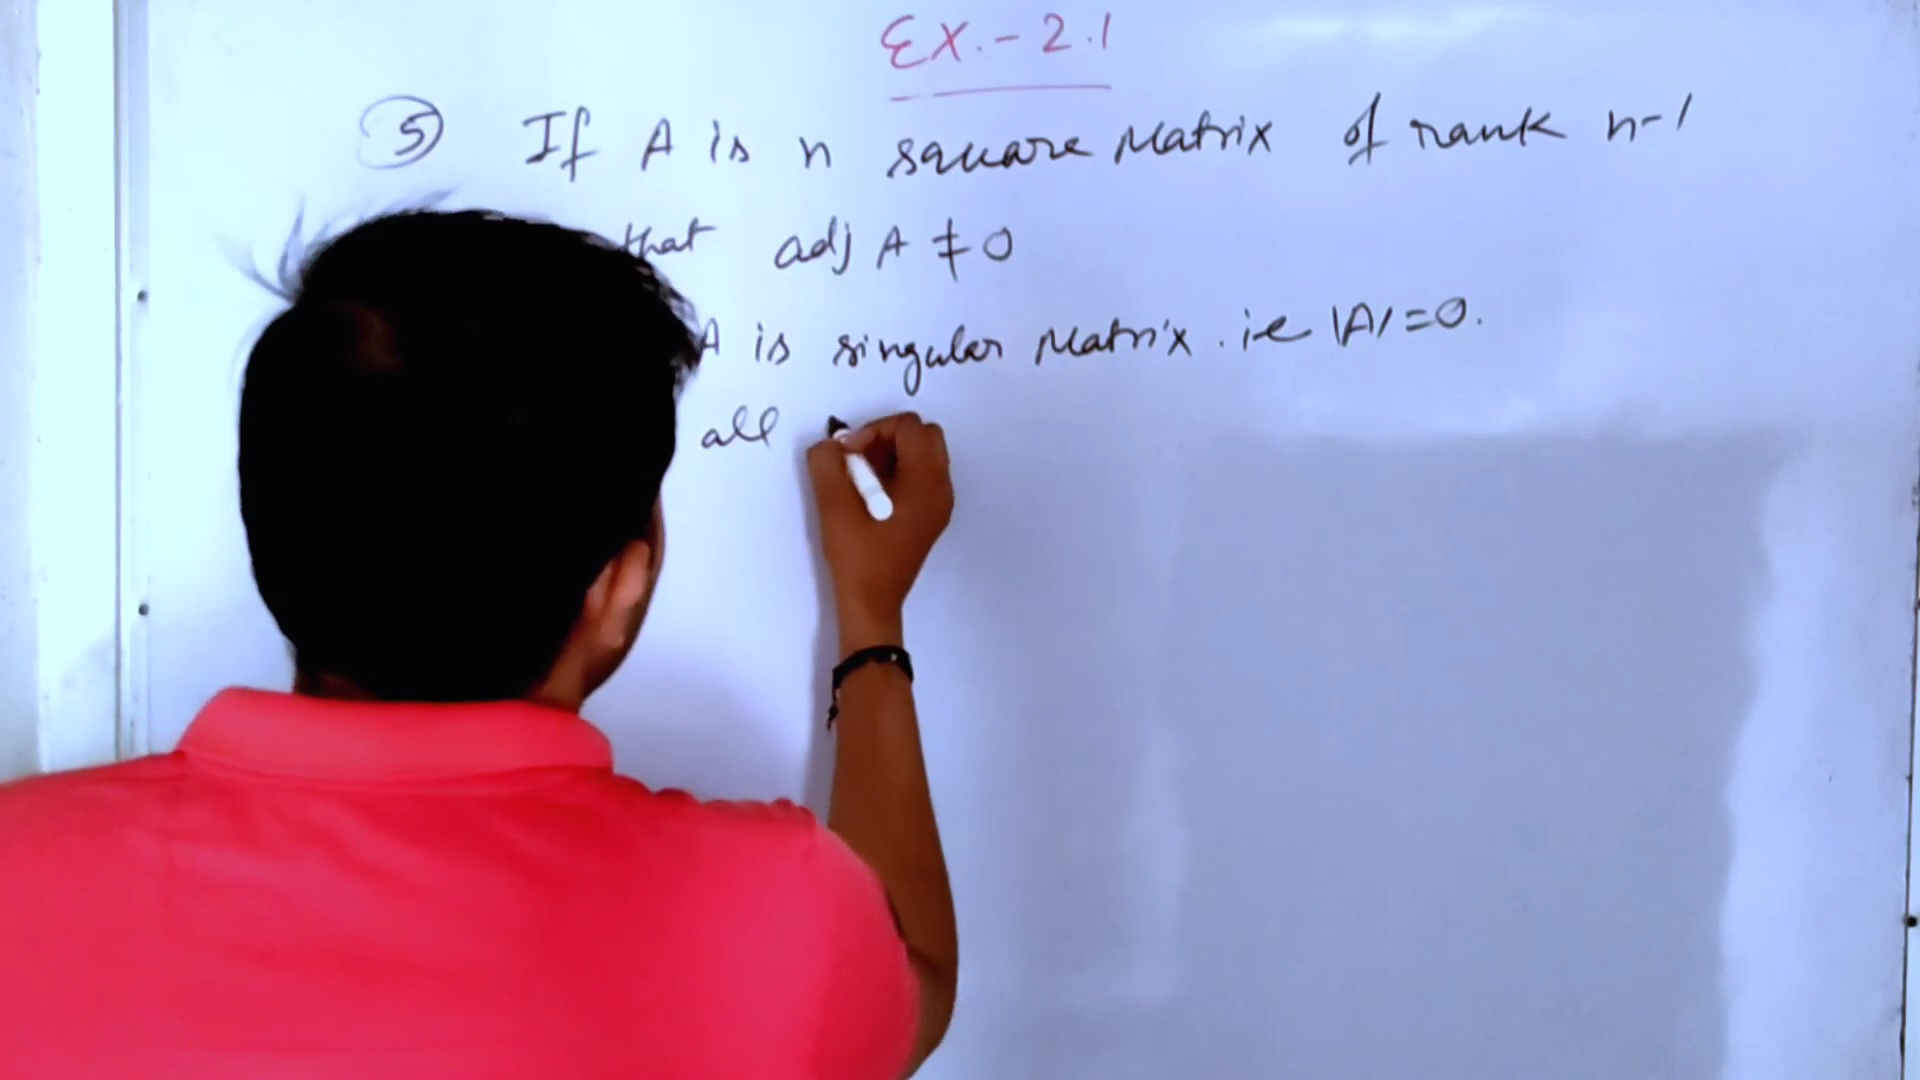 Ex.-2.1
5 If A is n square Matrix of rank n-1
that adj A ≠ 0
A is singular Matrix. ie |A|=0.
all